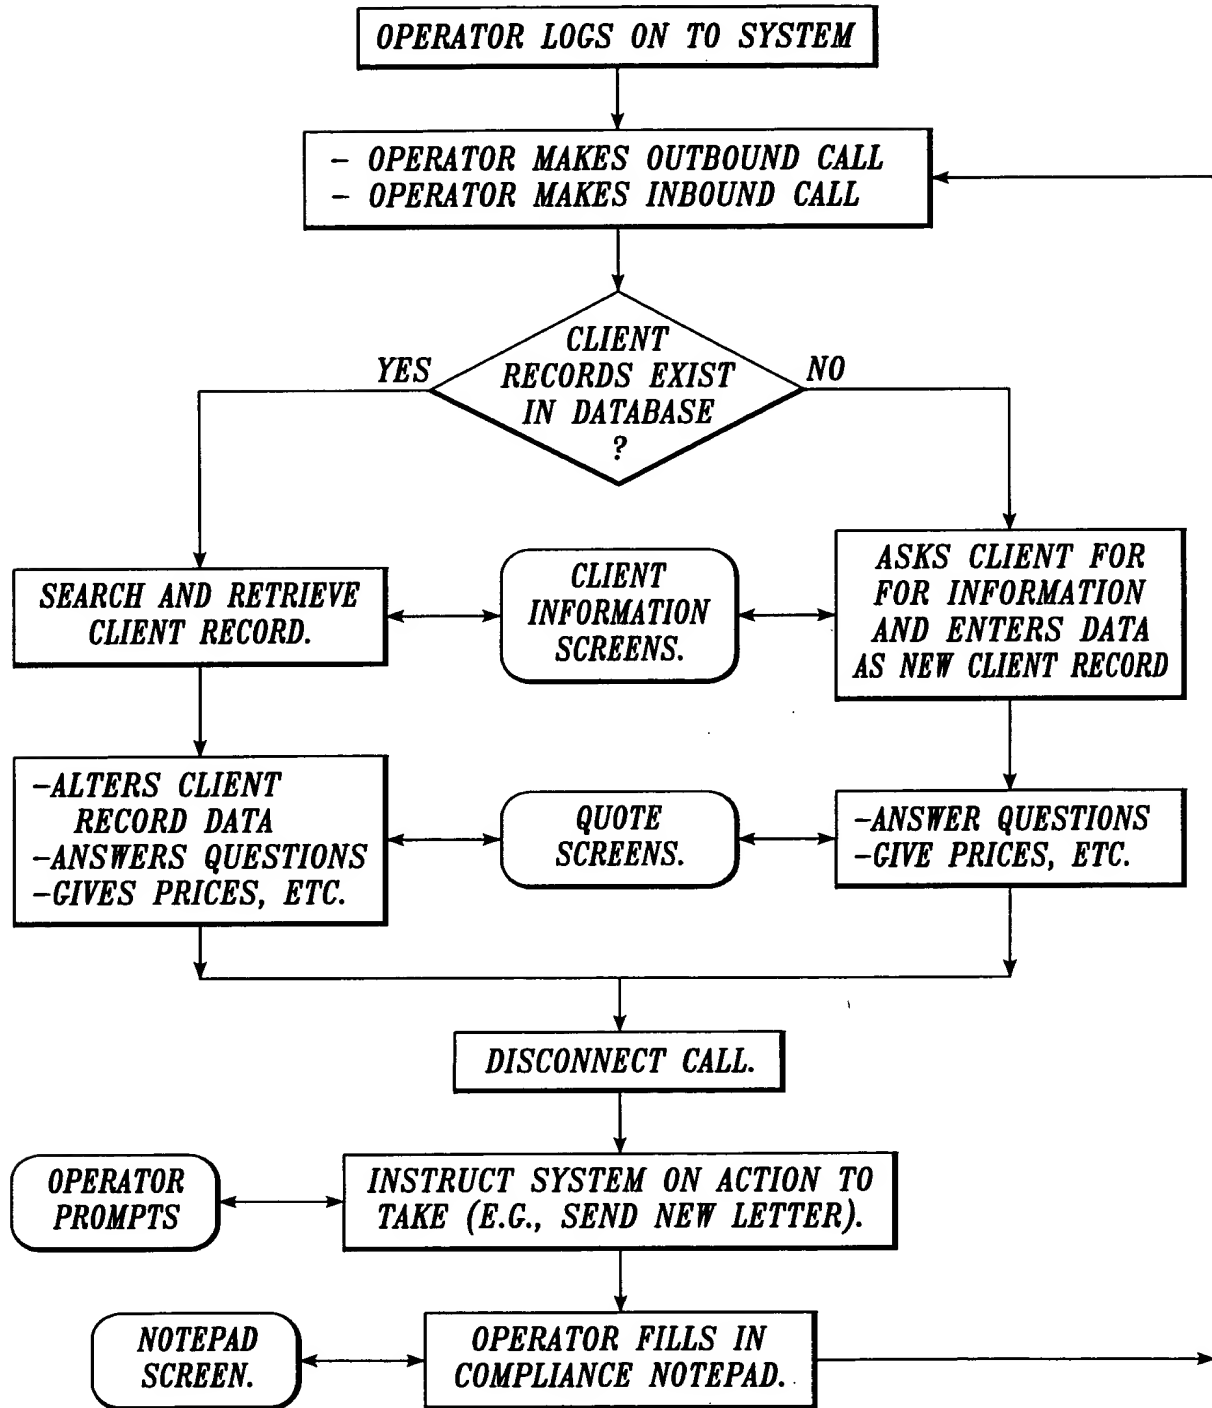 OPERATOR LOGS ON TO SYSTEM
- OPERATOR MAKES OUTBOUND CALL
- OPERATOR MAKES INBOUND CALL
CLIENT
RECORDS EXIST
IN DATABASE
?
YES
NO
SEARCH AND RETRIEVE
CLIENT RECORD.
CLIENT
INFORMATION
SCREENS.
ASKS CLIENT FOR
FOR INFORMATION
AND ENTERS DATA
AS NEW CLIENT RECORD
-ALTERS CLIENT
RECORD DATA
-ANSWERS QUESTIONS
-GIVES PRICES, ETC.
QUOTE
SCREENS.
-ANSWER QUESTIONS
-GIVE PRICES, ETC.
DISCONNECT CALL.
OPERATOR
PROMPTS
INSTRUCT SYSTEM ON ACTION TO
TAKE (E.G., SEND NEW LETTER).
NOTEPAD
SCREEN.
OPERATOR FILLS IN
COMPLIANCE NOTEPAD.